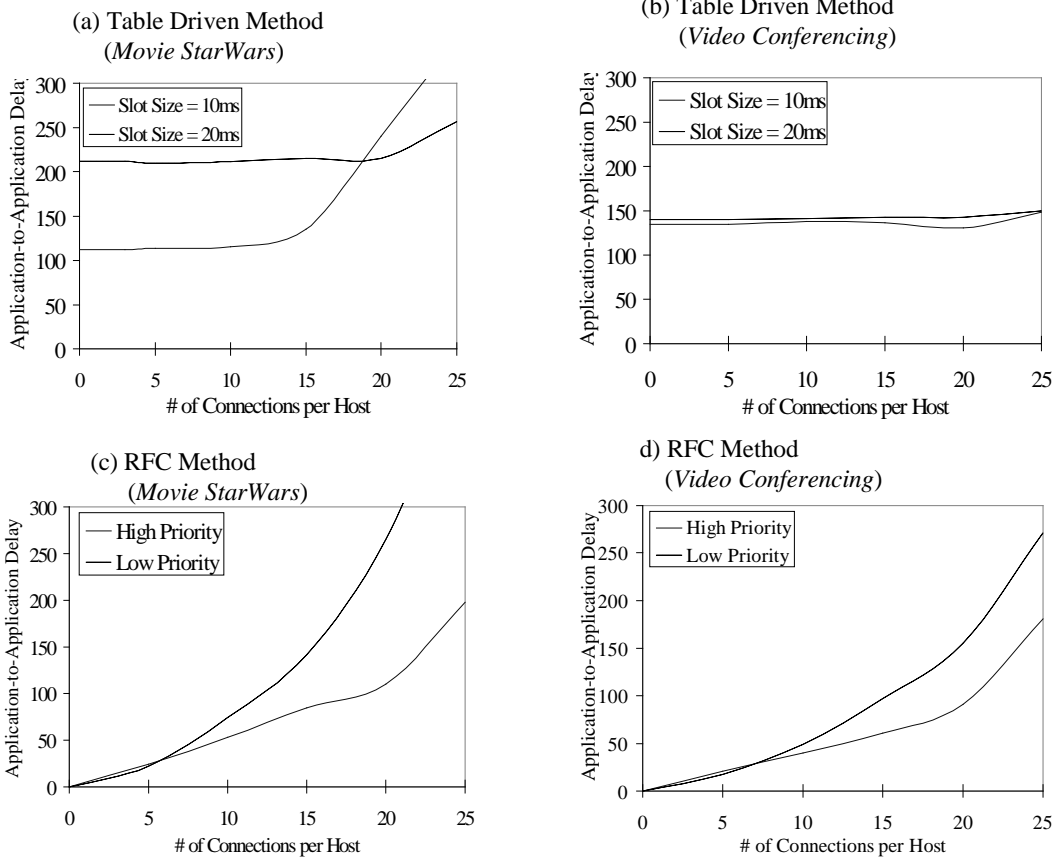 (a) Table Driven Method
(Movie StarWars)
Application-to-Application Delay
300
250
200
150
100
50
0
Slot Size = 10ms
Slot Size = 20ms
0 5 10 15 20 25
# of Connections per Host
(b) Table Driven Method
(Video Conferencing)
Application-to-Application Delay
300
250
200
150
100
50
0
Slot Size = 10ms
Slot Size = 20ms
0 5 10 15 20 25
# of Connections per Host
(c) RFC Method
(Movie StarWars)
Application-to-Application Delay
300
250
200
150
100
50
0
High Priority
Low Priority
0 5 10 15 20 25
# of Connections per Host
d) RFC Method
(Video Conferencing)
Application-to-Application Delay
300
250
200
150
100
50
0
High Priority
Low Priority
0 5 10 15 20 25
# of Connections per Host